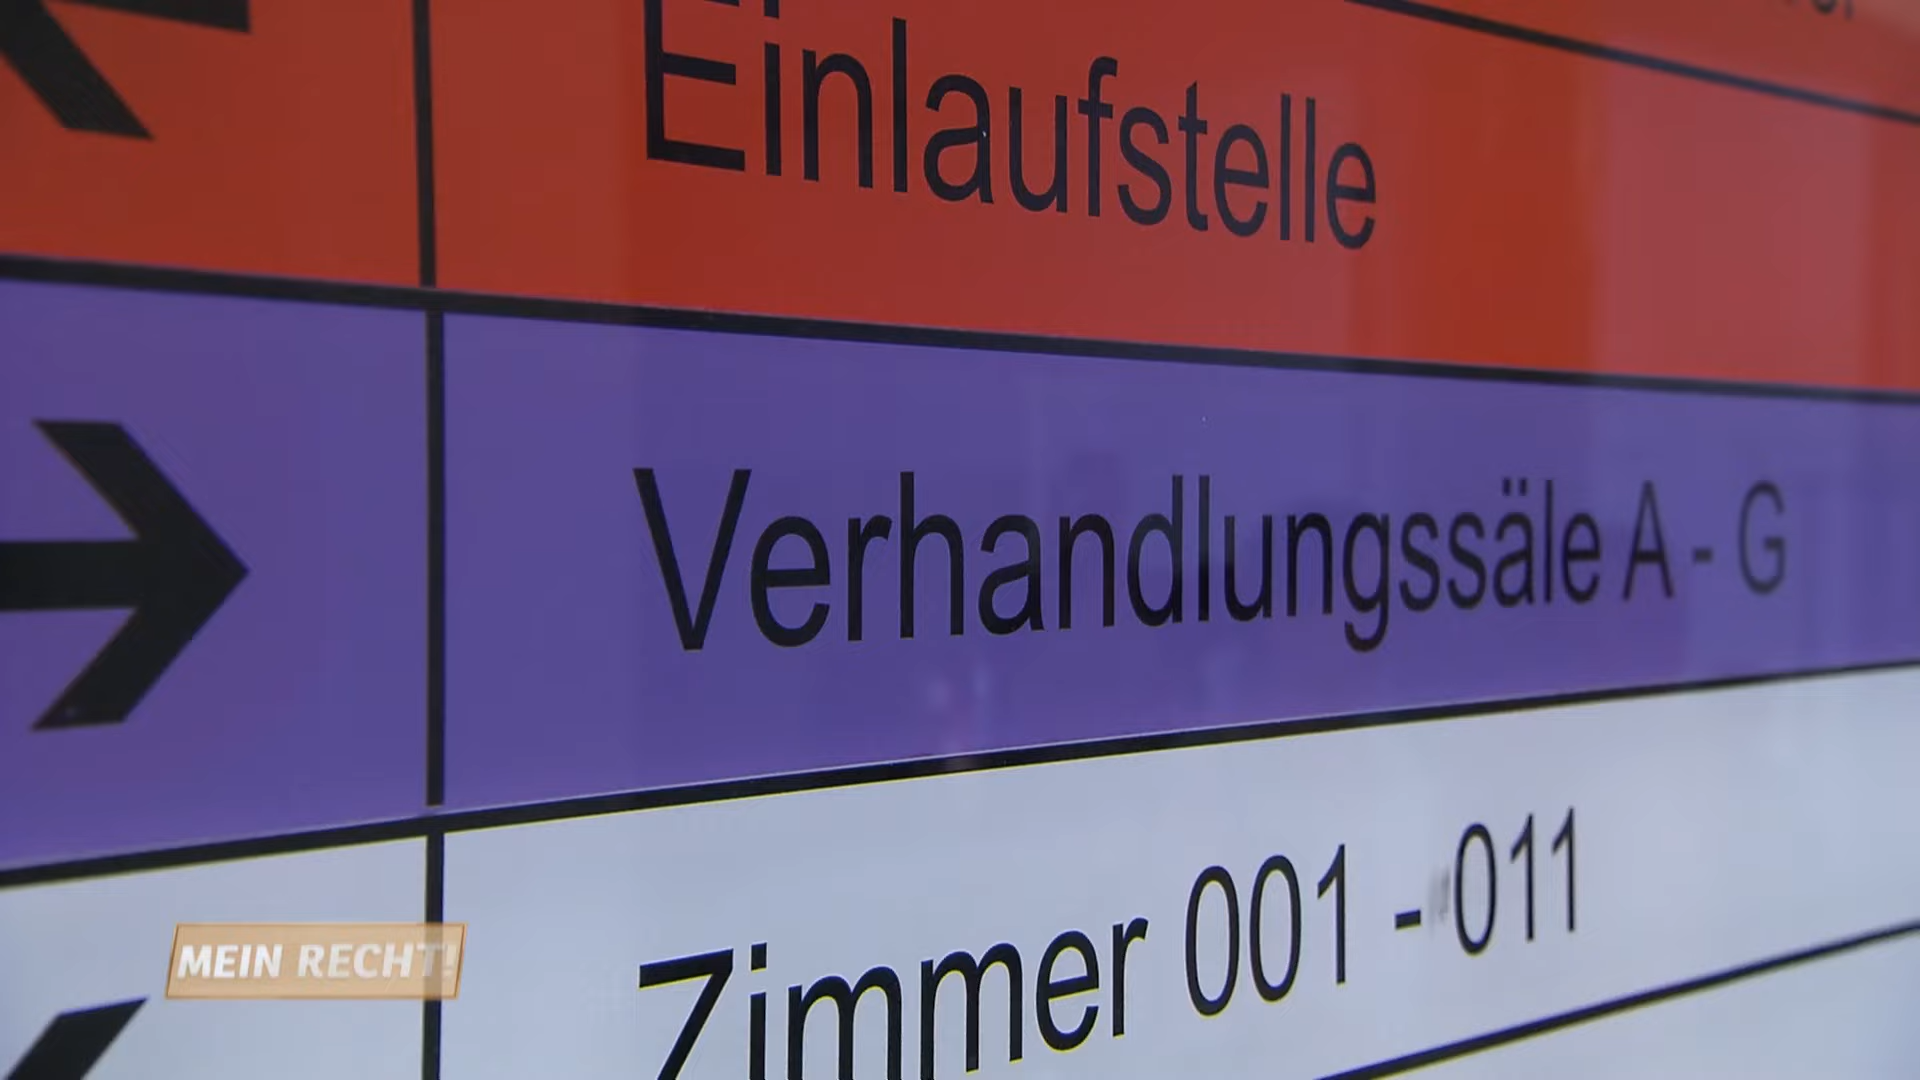 Einlaufstelle
Verhandlungssäle A - G
Zimmer 001 - 011
MEIN RECHT!